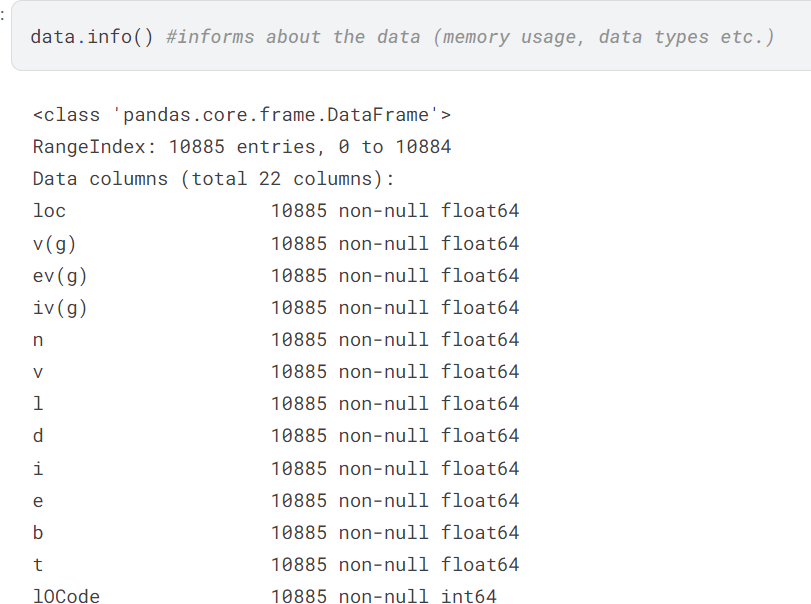 :
data.info() #informs about the data (memory usage, data types etc.)
<class 'pandas.core.frame.DataFrame'>
RangeIndex: 10885 entries, 0 to 10884
Data columns (total 22 columns):
loc                  10885 non-null float64
v(g)                 10885 non-null float64
ev(g)                10885 non-null float64
iv(g)                10885 non-null float64
n                    10885 non-null float64
v                    10885 non-null float64
l                    10885 non-null float64
d                    10885 non-null float64
i                    10885 non-null float64
e                    10885 non-null float64
b                    10885 non-null float64
t                    10885 non-null float64
lOCode               10885 non-null int64